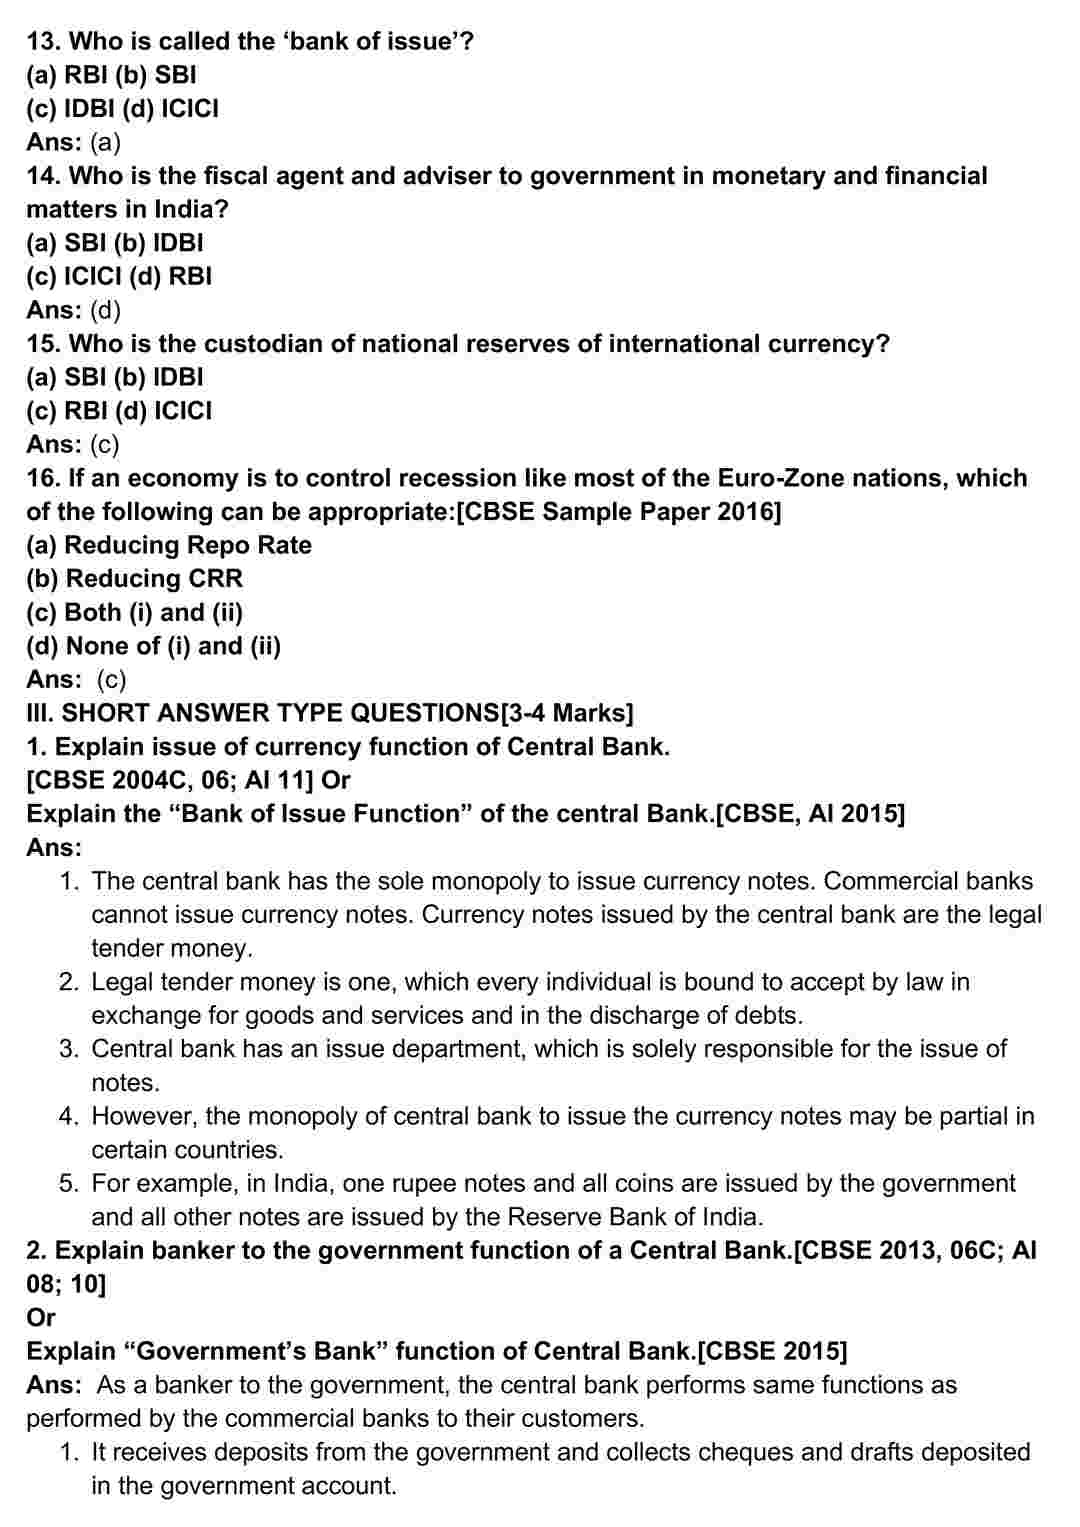 13. Who is called the ‘bank of issue’?
(a) RBI (b) SBI
(c) IDBI (d) ICICI
Ans: (a)
14. Who is the fiscal agent and adviser to government in monetary and financial
matters in India?
(a) SBI (b) IDBI
(c) ICICI (d) RBI
Ans: (d)
15. Who is the custodian of national reserves of international currency?
(a) SBI (b) IDBI
(c) RBI (d) ICICI
Ans: (c)
16. If an economy is to control recession like most of the Euro-Zone nations, which
of the following can be appropriate:[CBSE Sample Paper 2016]
(a) Reducing Repo Rate
(b) Reducing CRR
(c) Both (i) and (ii)
(d) None of (i) and (ii)
Ans:  (c)
III. SHORT ANSWER TYPE QUESTIONS[3-4 Marks]
1. Explain issue of currency function of Central Bank.
[CBSE 2004C, 06; AI 11] Or
Explain the “Bank of Issue Function” of the central Bank.[CBSE, AI 2015]
Ans:
1. The central bank has the sole monopoly to issue currency notes. Commercial banks
cannot issue currency notes. Currency notes issued by the central bank are the legal
tender money.
2. Legal tender money is one, which every individual is bound to accept by law in
exchange for goods and services and in the discharge of debts.
3. Central bank has an issue department, which is solely responsible for the issue of
notes.
4. However, the monopoly of central bank to issue the currency notes may be partial in
certain countries.
5. For example, in India, one rupee notes and all coins are issued by the government
and all other notes are issued by the Reserve Bank of India.
2. Explain banker to the government function of a Central Bank.[CBSE 2013, 06C; AI
08; 10]
Or
Explain “Government’s Bank” function of Central Bank.[CBSE 2015]
Ans:  As a banker to the government, the central bank performs same functions as
performed by the commercial banks to their customers.
1. It receives deposits from the government and collects cheques and drafts deposited
in the government account.